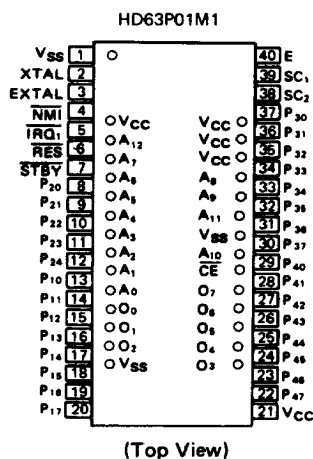 HD63P01M1
VSS 1
XTAL 2
EXTAL 3
NMI 4
IRQ1 5
RES 6
STBY 7
P20 8
P21 9
P22 10
P23 11
P24 12
P10 13
P11 14
P12 15
P13 16
P14 17
P15 18
P16 19
P17 20
VCC
A12
A7
A6
A5
A4
A3
A2
A1
A0
O0
O1
O2
VSS
VCC
VCC
VCC
A8
A9
A11
VSS
A10
CE
O7
O6
O5
O4
O3
40 E
39 SC1
38 SC2
37 P30
36 P31
35 P32
34 P33
33 P34
32 P35
31 P36
30 P37
29 P40
28 P41
27 P42
26 P43
25 P44
24 P45
23 P46
22 P47
21 VCC
(Top View)